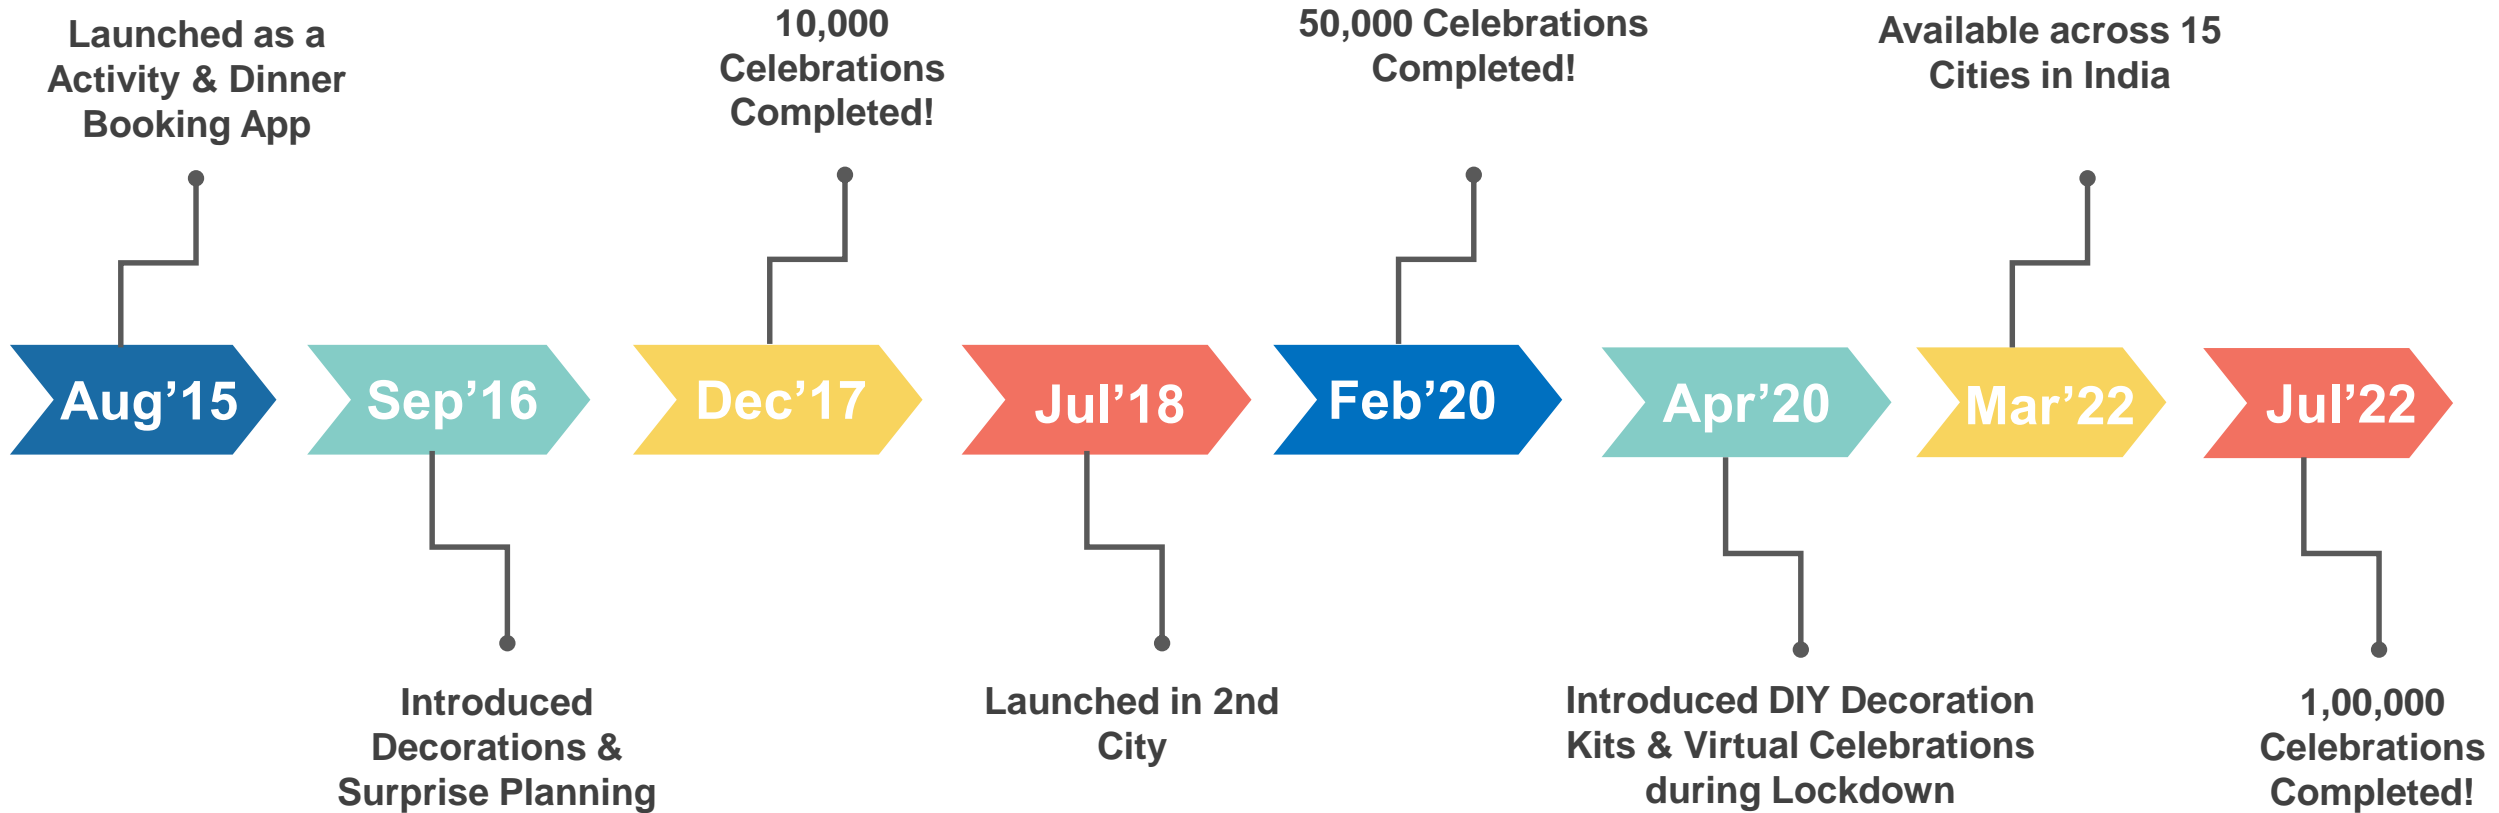 Launched as a
Activity & Dinner
Booking App
10,000
Celebrations
Completed!
50,000 Celebrations
Completed!
Available across 15
Cities in India
Aug’15
Sep’16
Dec’17
Jul’18
Feb’20
Apr’20
Mar’22
Jul’22
Introduced
Decorations &
Surprise Planning
Launched in 2nd
City
Introduced DIY Decoration
Kits & Virtual Celebrations
during Lockdown
1,00,000
Celebrations
Completed!